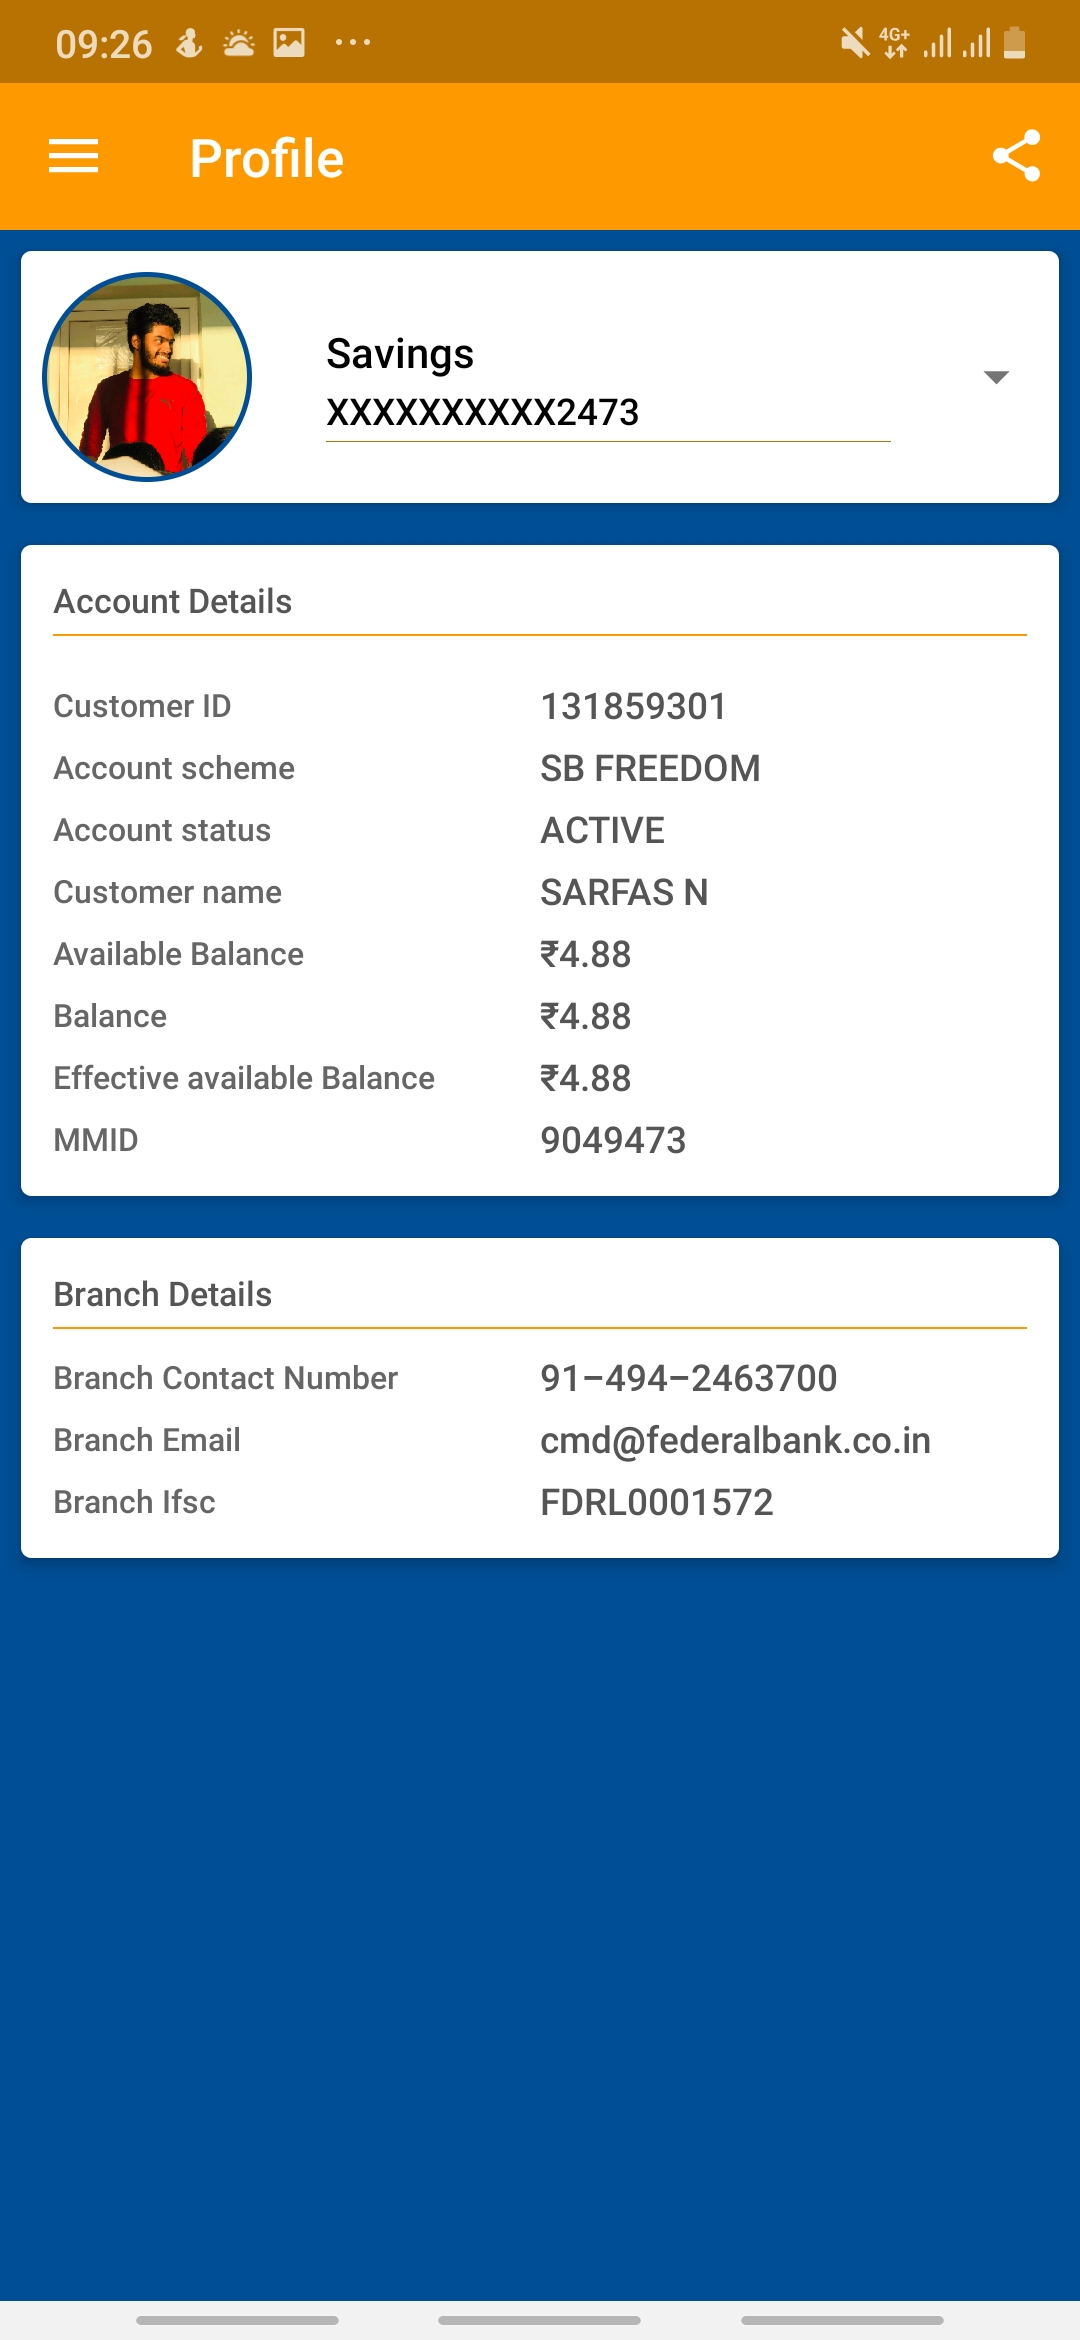 09:26
4G+
Profile
Savings
XXXXXXXXXX2473
Account Details
Customer ID 131859301
Account scheme SB FREEDOM
Account status ACTIVE
Customer name SARFAS N
Available Balance ₹4.88
Balance ₹4.88
Effective available Balance ₹4.88
MMID 9049473
Branch Details
Branch Contact Number 91-494-2463700
Branch Email cmd@federalbank.co.in
Branch Ifsc FDRL0001572